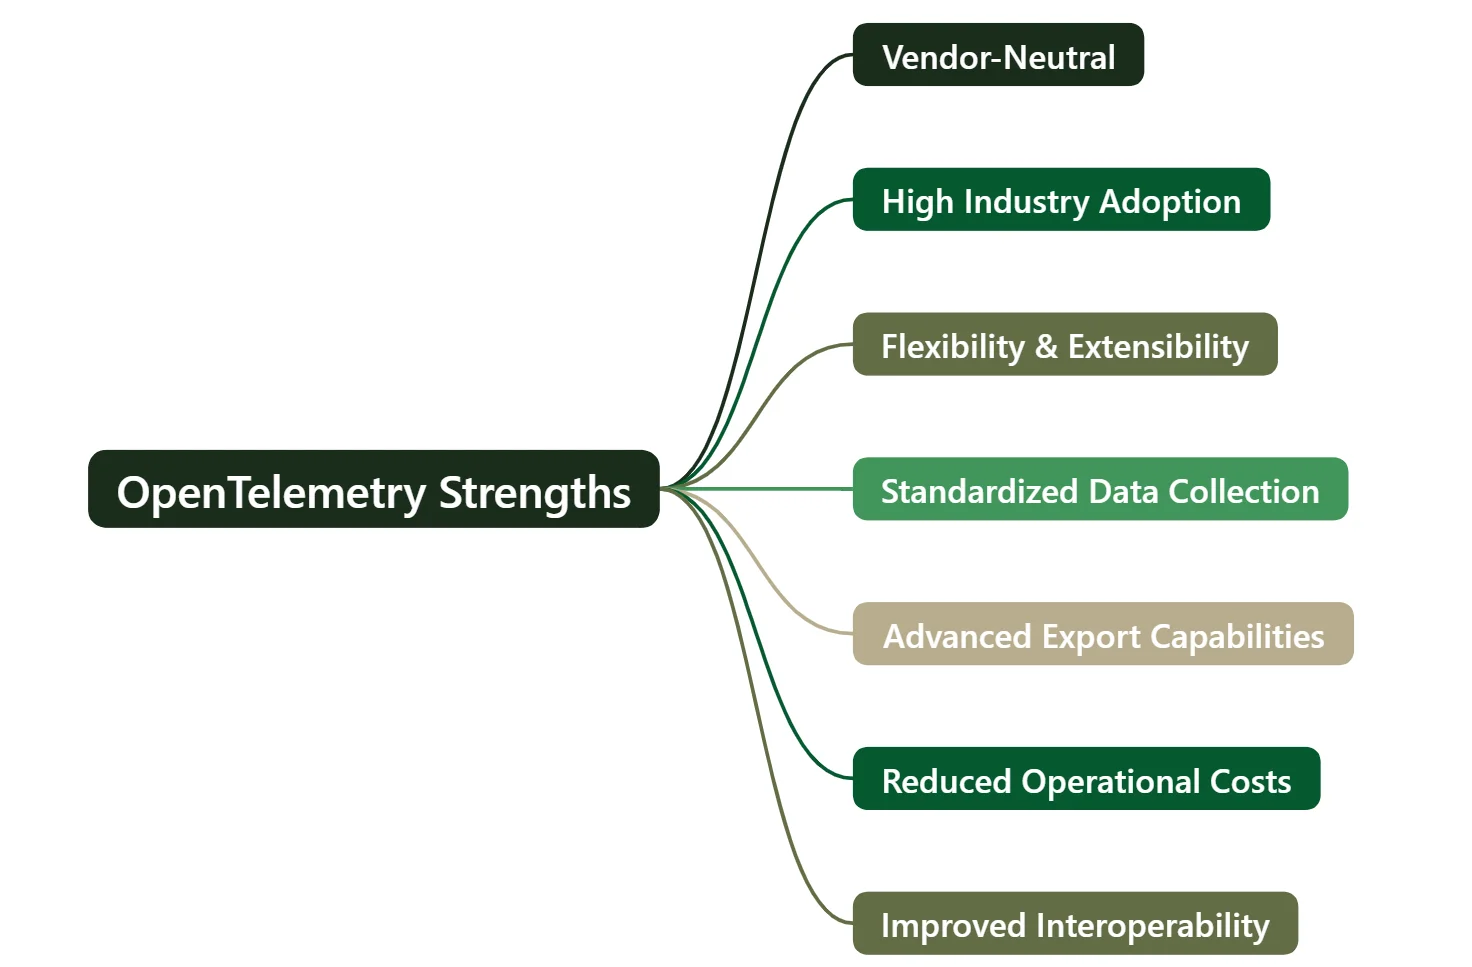 Vendor-Neutral
High Industry Adoption
Flexibility & Extensibility
OpenTelemetry Strengths
Standardized Data Collection
Advanced Export Capabilities
Reduced Operational Costs
Improved Interoperability